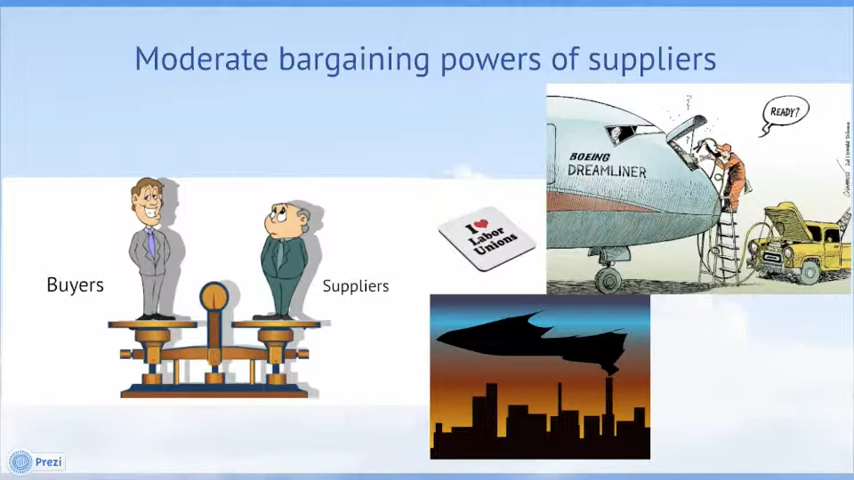 Moderate bargaining powers of suppliers
READY?
BOEING
DREAMLINER
I ❤ Labor
Unions
Buyers
Suppliers
Prezi